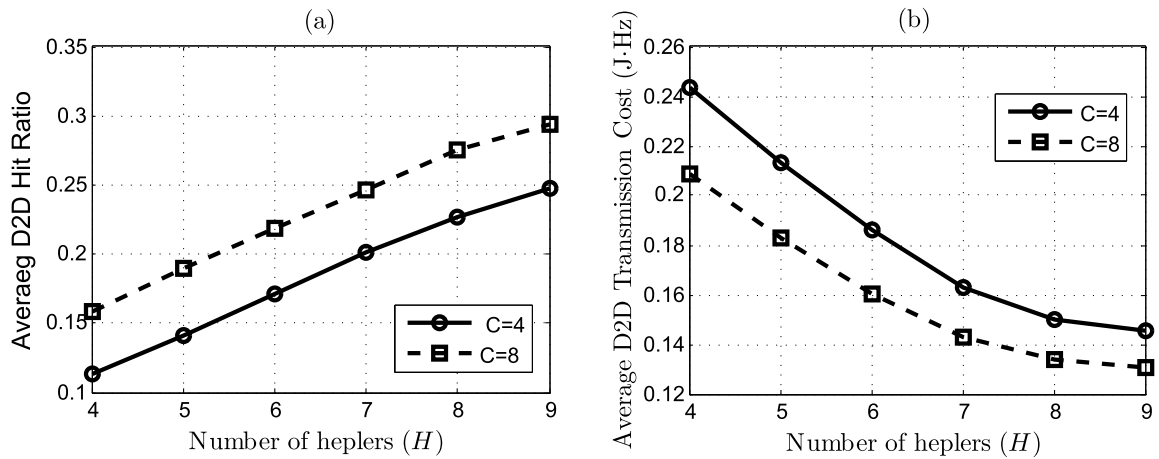 (a)
Averaeg D2D Hit Ratio
0.35
0.3
0.25
0.2
0.15
0.1
4 5 6 7 8 9
Number of heplers (H)
C=4
C=8
(b)
Average D2D Transmission Cost (J·Hz)
0.26
0.24
0.22
0.2
0.18
0.16
0.14
0.12
4 5 6 7 8 9
Number of heplers (H)
C=4
C=8